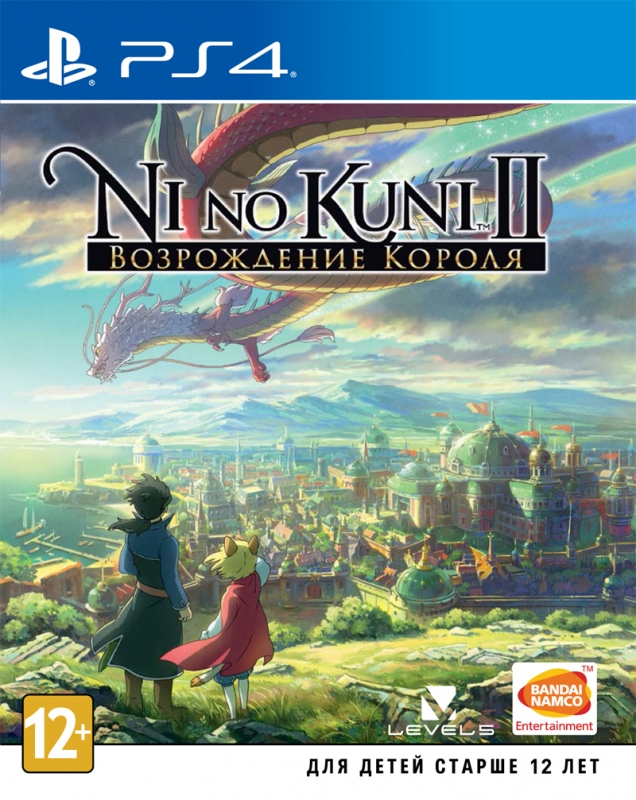 PS4
NI NO KUNI II ™
ВОЗРОЖДЕНИЕ КОРОЛЯ
12+
LEVEL5
BANDAI
NAMCO
™
Entertainment
ДЛЯ ДЕТЕЙ СТАРШЕ 12 ЛЕТ